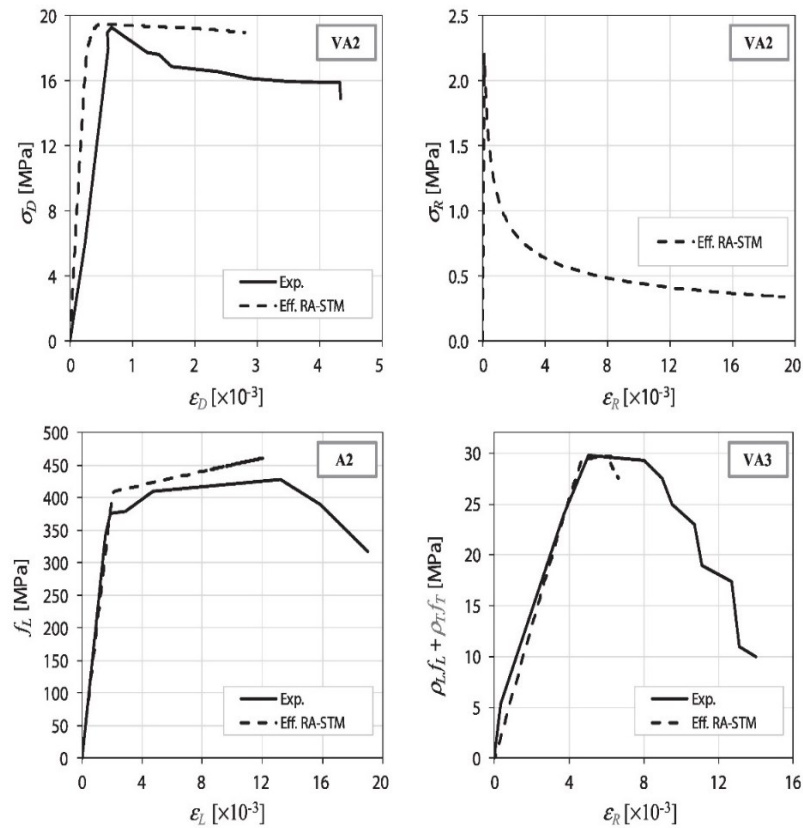 VA2
σD [MPa]
20
16
12
8
4
0
Exp.
Eff. RA-STM
0 1 2 3 4 5
εD [×10-3]
VA2
σR [MPa]
2.5
2.0
1.5
1.0
0.5
0.0
Eff. RA-STM
0 4 8 12 16 20
εR [×10-3]
A2
fL [MPa]
500
450
400
350
300
250
200
150
100
50
0
Exp.
Eff. RA-STM
0 4 8 12 16 20
εL [×10-3]
VA3
ρLfL + ρTfT [MPa]
35
30
25
20
15
10
5
0
Exp.
Eff. RA-STM
0 4 8 12 16
εR [×10-3]